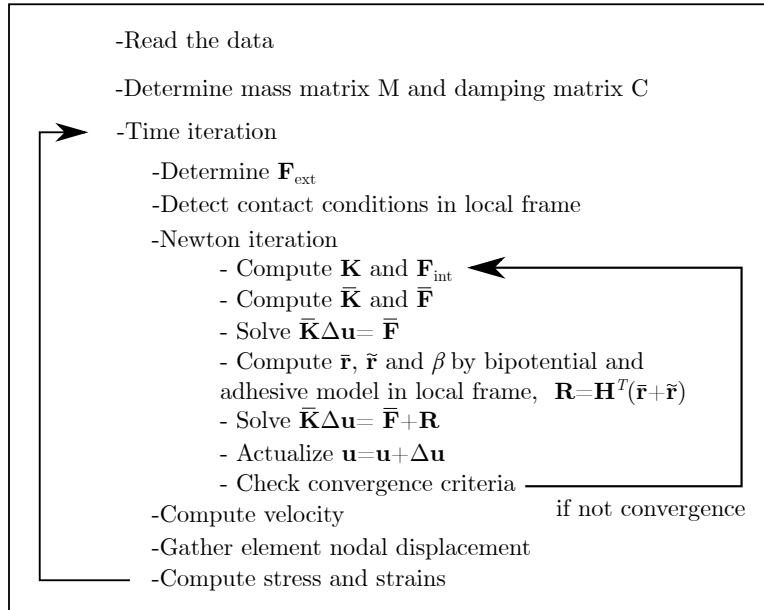 -Read the data
-Determine mass matrix M and damping matrix C
-Time iteration
-Determine F_ext
-Detect contact conditions in local frame
-Newton iteration
- Compute K and F_int
- Compute K̄ and F̄
- Solve K̄Δu= F̄
- Compute r̄, r̃ and β by bipotential and
adhesive model in local frame, R=H^T(r̄+r̃)
- Solve K̄Δu= F̄+R
- Actualize u=u+Δu
- Check convergence criteria
if not convergence
-Compute velocity
-Gather element nodal displacement
-Compute stress and strains